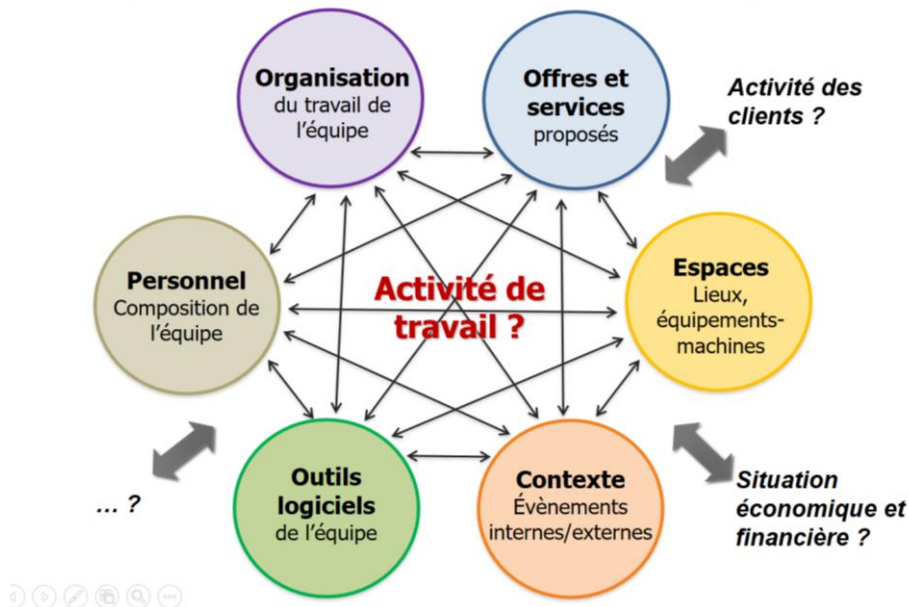 Organisation
du travail de
l'équipe
Offres et
services
proposés
Activité des
clients ?
Personnel
Composition de
l'équipe
Activité de
travail ?
Espaces
Lieux,
équipements-
machines
... ?
Outils
logiciels
de l'équipe
Contexte
Évènements
internes/externes
Situation
économique et
financière ?